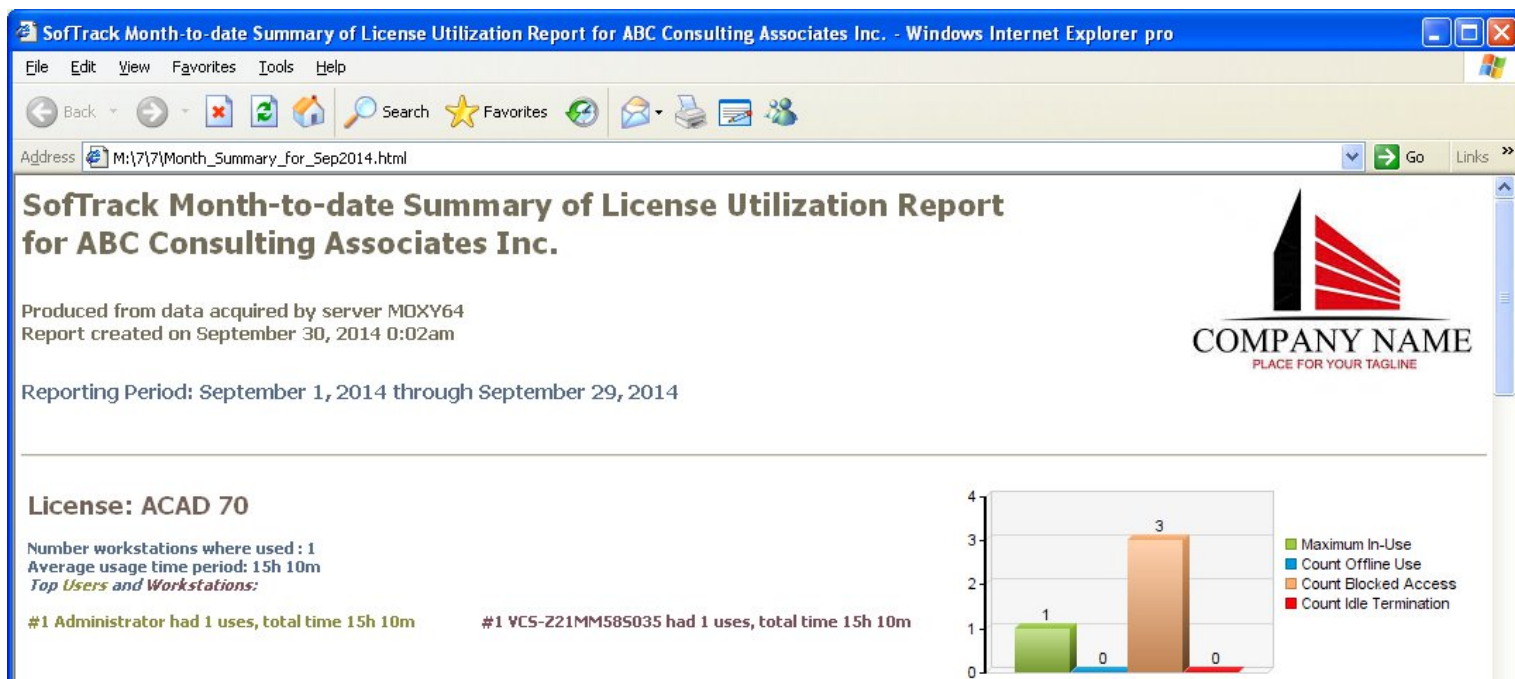 SofTrack Month-to-date Summary of License Utilization Report for ABC Consulting Associates Inc. - Windows Internet Explorer pro
File Edit View Favorites Tools Help
Back Search Favorites
Address M:\7\7\Month_Summary_for_Sep2014.html Go Links »
SofTrack Month-to-date Summary of License Utilization Report
for ABC Consulting Associates Inc.
COMPANY NAME
PLACE FOR YOUR TAGLINE
Produced from data acquired by server MOXY64
Report created on September 30, 2014 0:02am
Reporting Period: September 1, 2014 through September 29, 2014
License: ACAD 70
Number workstations where used : 1
Average usage time period: 15h 10m
Top Users and Workstations:
#1 Administrator had 1 uses, total time 15h 10m
#1 VCS-Z21MM58S035 had 1 uses, total time 15h 10m
4
3
2
1
0
1
0
3
0
Maximum In-Use
Count Offline Use
Count Blocked Access
Count Idle Termination